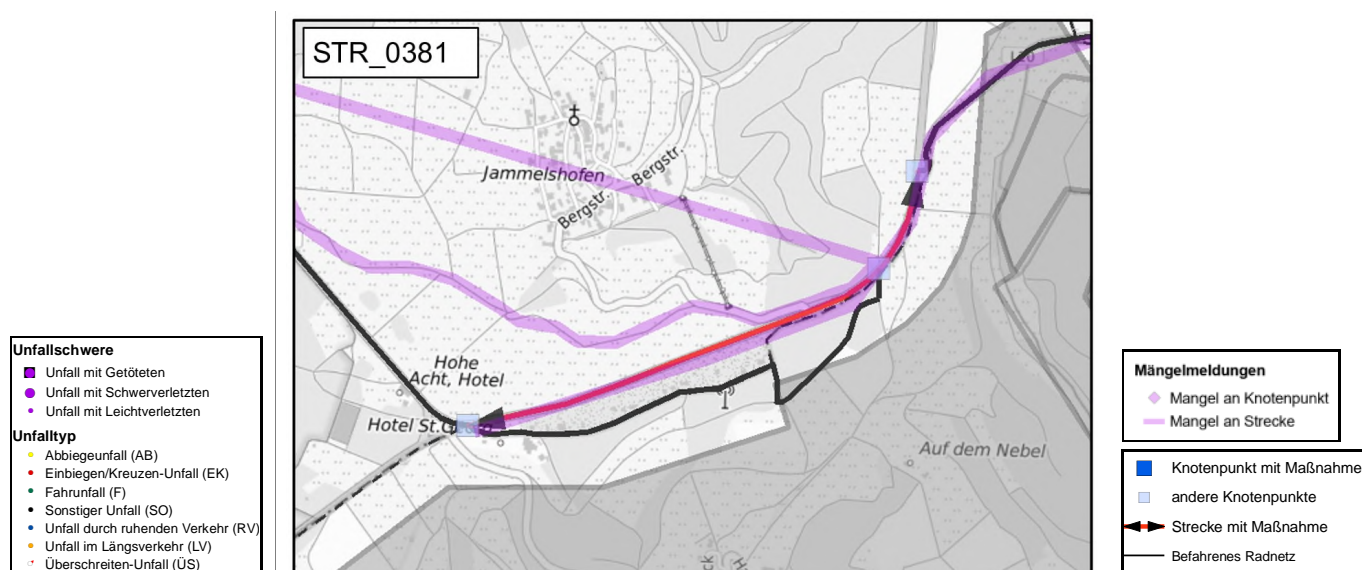 STR_0381
L10
Jammelshofen
Bergstr.
Bergstr.
Hohe
Acht, Hotel
Hotel St.Georg
Auf dem Nebel
Unfallschwere
Unfall mit Getöteten
Unfall mit Schwerverletzten
Unfall mit Leichtverletzten
Unfalltyp
Abbiegeunfall (AB)
Einbiegen/Kreuzen-Unfall (EK)
Fahrunfall (F)
Sonstiger Unfall (SO)
Unfall durch ruhenden Verkehr (RV)
Unfall im Längsverkehr (LV)
Überschreiten-Unfall (ÜS)
Mängelmeldungen
Mangel an Knotenpunkt
Mangel an Strecke
Knotenpunkt mit Maßnahme
andere Knotenpunkte
Strecke mit Maßnahme
Befahrenes Radnetz